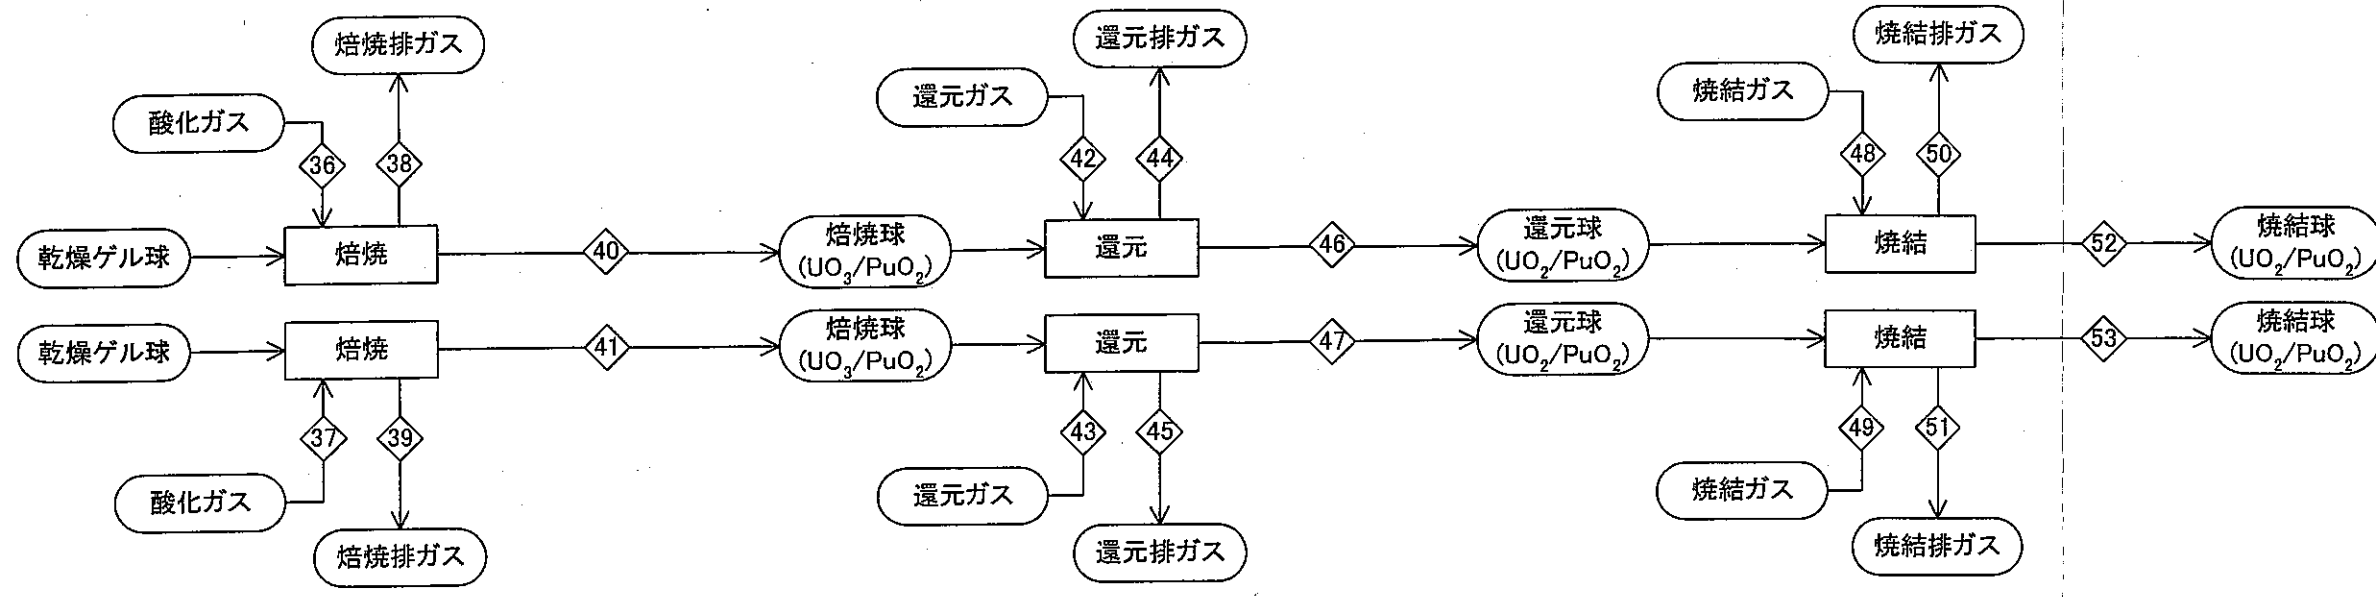 焙焼排ガス
還元排ガス
焼結排ガス
酸化ガス
還元ガス
焼結ガス
36
38
42
44
48
50
乾燥ゲル球
焙焼
40
焙焼球
(UO₃/PuO₂)
還元
46
還元球
(UO₂/PuO₂)
焼結
52
焼結球
(UO₂/PuO₂)
乾燥ゲル球
焙焼
41
焙焼球
(UO₃/PuO₂)
還元
47
還元球
(UO₂/PuO₂)
焼結
53
焼結球
(UO₂/PuO₂)
37
39
43
45
49
51
酸化ガス
還元ガス
焼結ガス
焙焼排ガス
還元排ガス
焼結排ガス